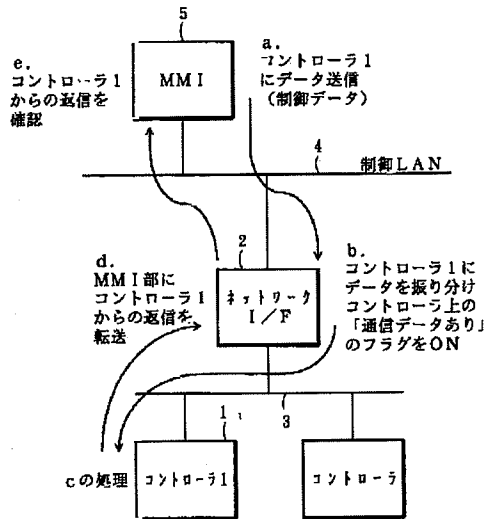 5
MMI
a.
コントローラ1
にデータ送信
(制御データ)
e.
コントローラ1
からの返信を
確認
4
制御LAN
2
ネットワーク
I/F
d.
MMI部に
コントローラ1
からの返信を
転送
b.
コントローラ1に
データを振り分け
コントローラ上の
「通信データあり」
のフラグをON
3
1
cの処理
コントローラ1
コントローラ